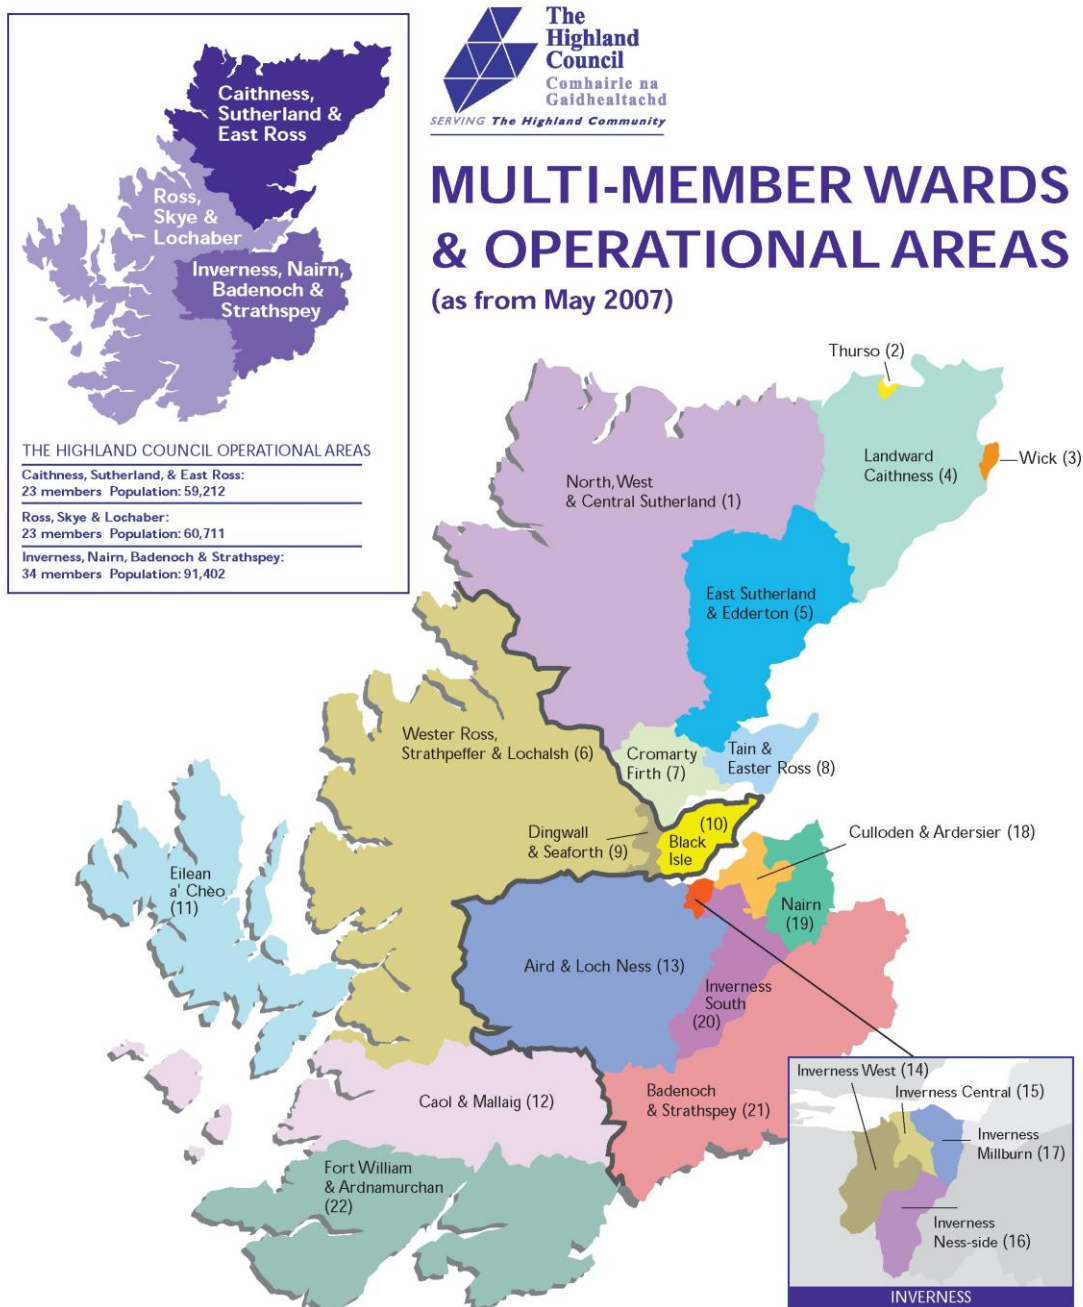 The
Highland
Council
Comhairle na
Gaidhealtachd
SERVING The Highland Community
MULTI-MEMBER WARDS
& OPERATIONAL AREAS
(as from May 2007)
Caithness,
Sutherland &
East Ross
Ross,
Skye &
Lochaber
Inverness, Nairn,
Badenoch &
Strathspey
THE HIGHLAND COUNCIL OPERATIONAL AREAS
Caithness, Sutherland, & East Ross:
23 members Population: 59,212
Ross, Skye & Lochaber:
23 members Population: 60,711
Inverness, Nairn, Badenoch & Strathspey:
34 members Population: 91,402
Thurso (2)
Landward
Caithness (4)
Wick (3)
North, West
& Central Sutherland (1)
East Sutherland
& Edderton (5)
Wester Ross,
Strathpeffer & Lochalsh (6)
Cromarty
Firth (7)
Tain &
Easter Ross (8)
Dingwall
& Seaforth (9)
(10)
Black
Isle
Culloden & Ardersier (18)
Eilean
a' Chèo
(11)
Nairn
(19)
Aird & Loch Ness (13)
Inverness
South
(20)
Caol & Mallaig (12)
Badenoch
& Strathspey (21)
Fort William
& Ardnamurchan
(22)
Inverness West (14)
Inverness Central (15)
Inverness
Millburn (17)
Inverness
Ness-side (16)
INVERNESS